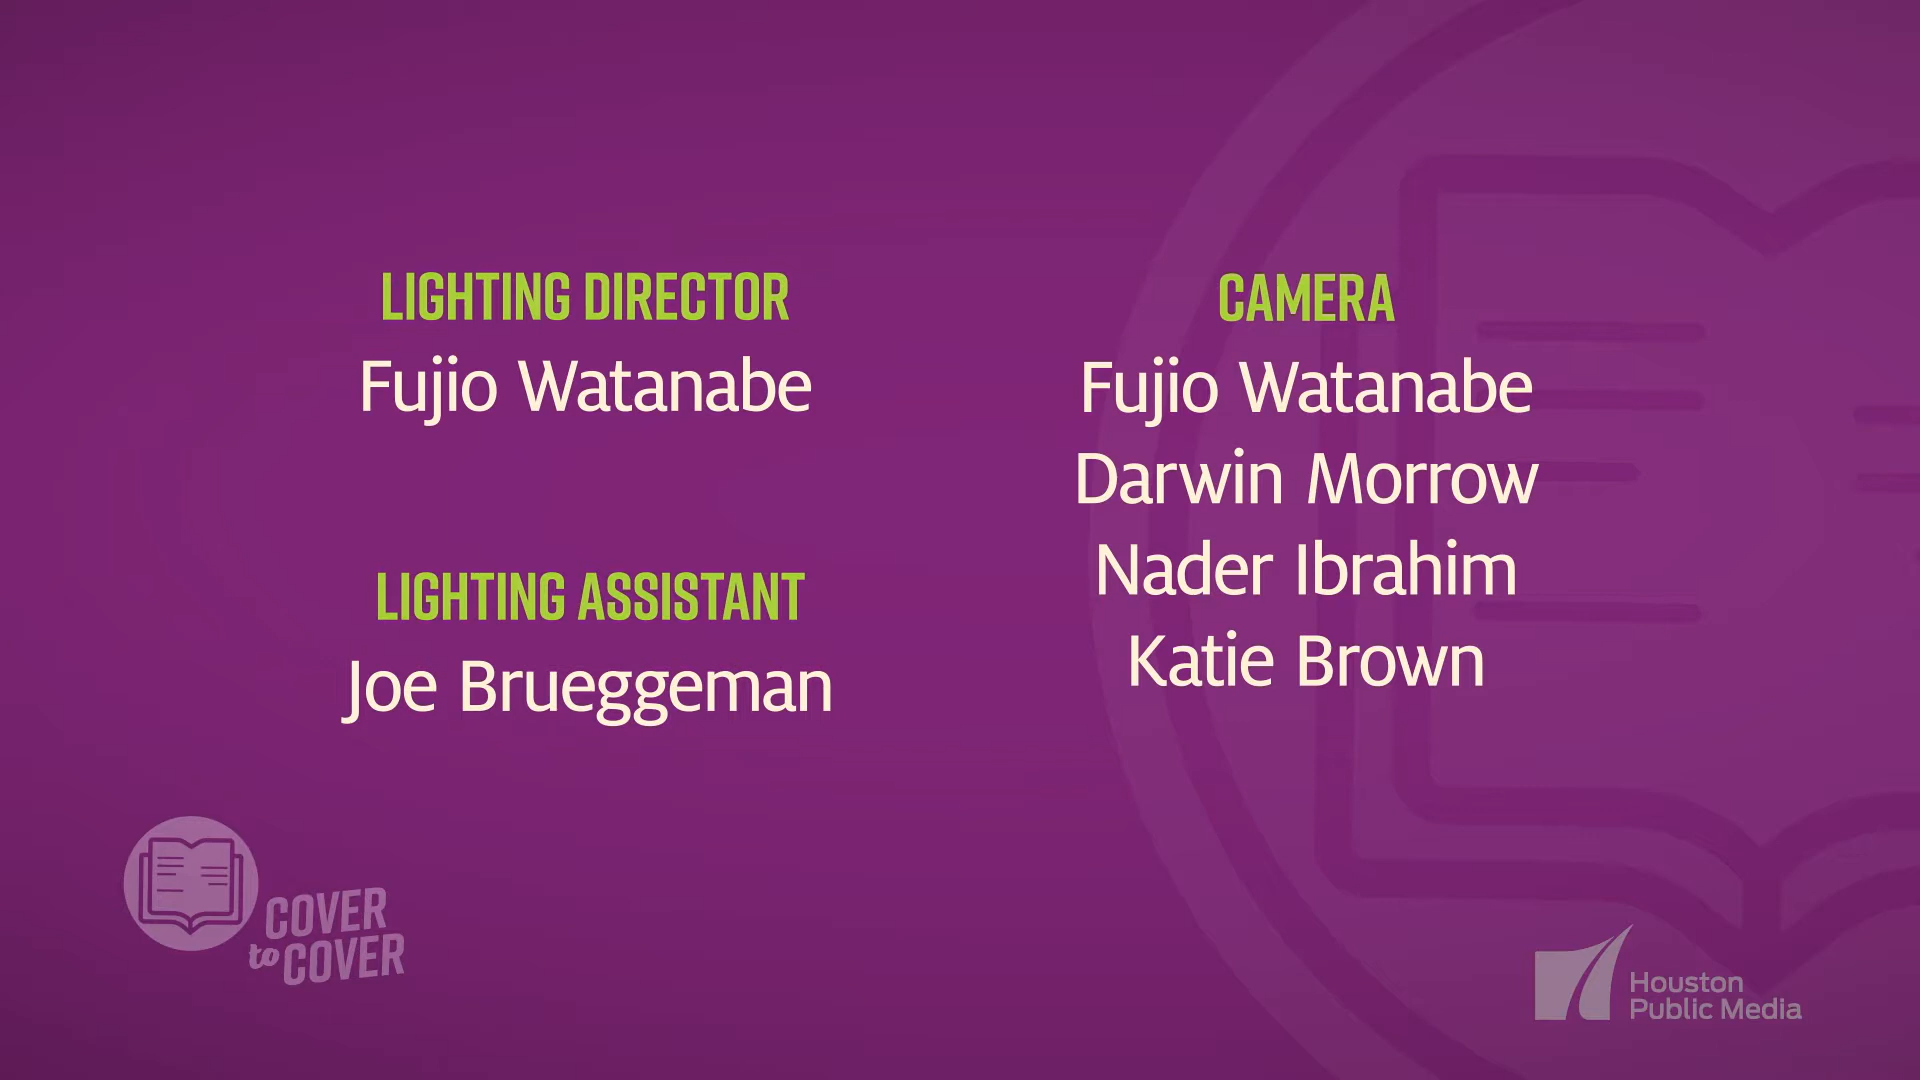 LIGHTING DIRECTOR
Fujio Watanabe
LIGHTING ASSISTANT
Joe Brueggeman
CAMERA
Fujio Watanabe
Darwin Morrow
Nader Ibrahim
Katie Brown
COVER
to COVER
Houston
Public Media